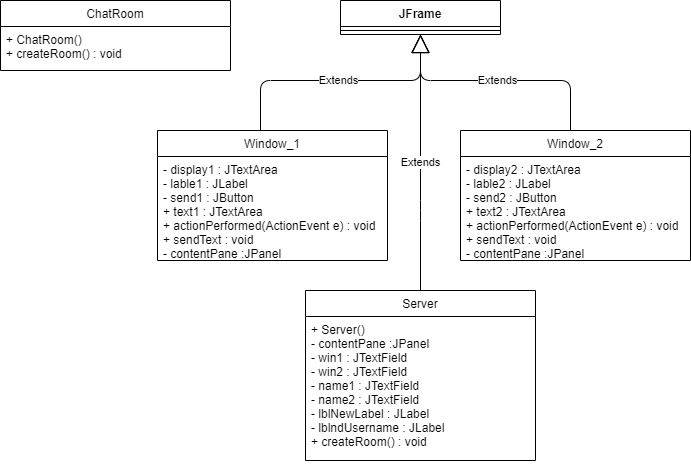 ChatRoom
+ ChatRoom()
+ createRoom() : void
JFrame
Extends
Extends
Extends
Window_1
- display1 : JTextArea
- lable1 : JLabel
- send1 : JButton
+ text1 : JTextArea
+ actionPerformed(ActionEvent e) : void
+ sendText : void
- contentPane :JPanel
Window_2
- display2 : JTextArea
- lable2 : JLabel
- send2 : JButton
+ text2 : JTextArea
+ actionPerformed(ActionEvent e) : void
+ sendText : void
- contentPane :JPanel
Server
+ Server()
- contentPane :JPanel
- win1 : JTextField
- win2 : JTextField
- name1 : JTextField
- name2 : JTextField
- lblNewLabel : JLabel
- lblndUsername : JLabel
+ createRoom() : void